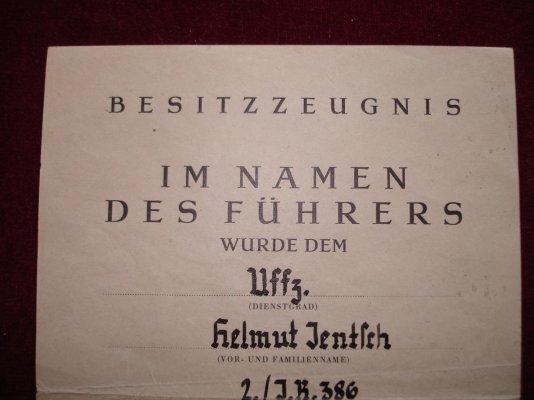 BESITZZEUGNIS
IM NAMEN
DES FÜHRERS
WURDE DEM
Uffz.
(DIENSTGRAD)
Helmut Jentsch
(VOR- UND FAMILIENNAME)
2./J.R.386